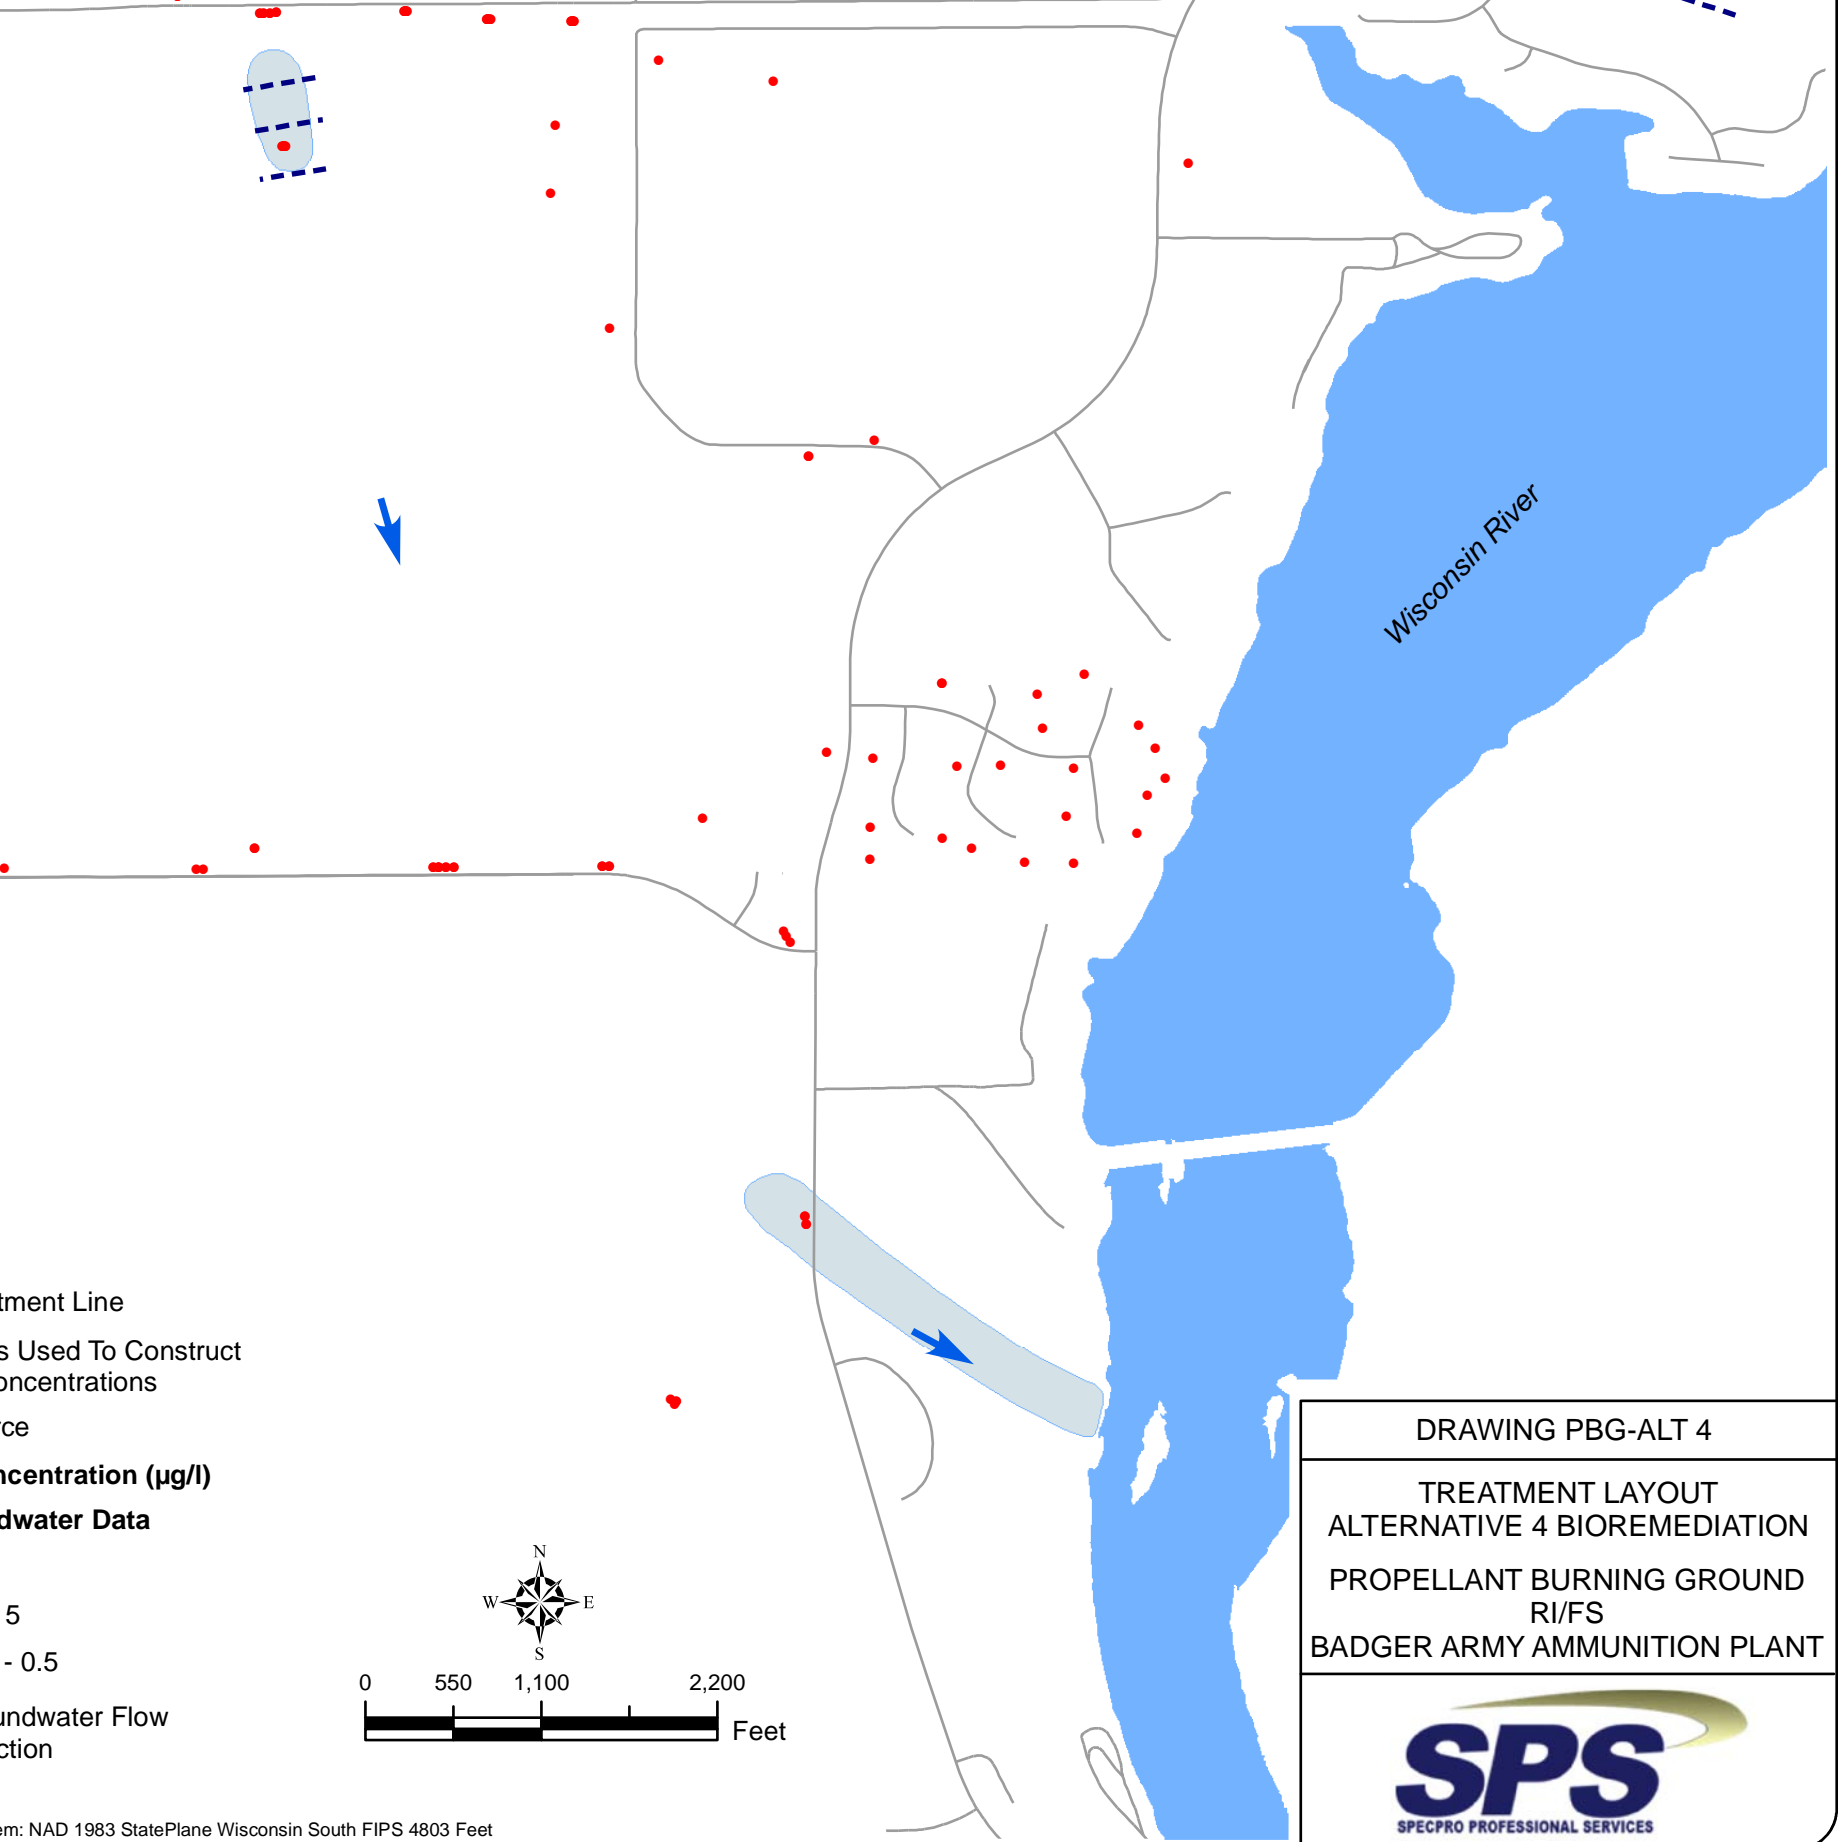 Wisconsin River
tment Line
s Used To Construct
oncentrations
rce
ncentration (µg/l)
dwater Data
5
- 0.5
undwater Flow
ction
N
W E
S
0 550 1,100 2,200
Feet
em: NAD 1983 StatePlane Wisconsin South FIPS 4803 Feet
DRAWING PBG-ALT 4
TREATMENT LAYOUT
ALTERNATIVE 4 BIOREMEDIATION
PROPELLANT BURNING GROUND
RI/FS
BADGER ARMY AMMUNITION PLANT
SPS
SPECPRO PROFESSIONAL SERVICES